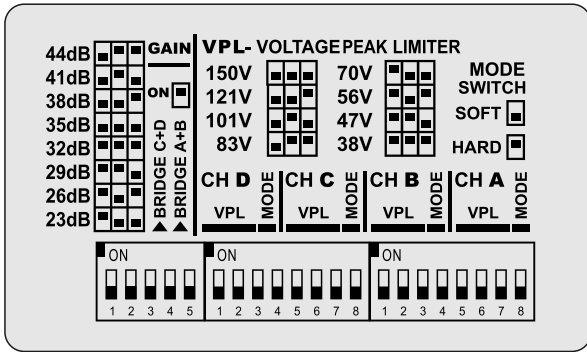 44dB GAIN VPL- VOLTAGE PEAK LIMITER
41dB 150V 70V MODE
38dB ON 121V 56V SWITCH
35dB 101V 47V SOFT
32dB 83V 38V HARD
29dB
26dB
23dB
BRIDGE C+D
BRIDGE A+B
CH D CH C CH B CH A
VPL MODE VPL MODE VPL MODE VPL MODE
ON ON ON
1 2 3 4 5 1 2 3 4 5 6 7 8 1 2 3 4 5 6 7 8